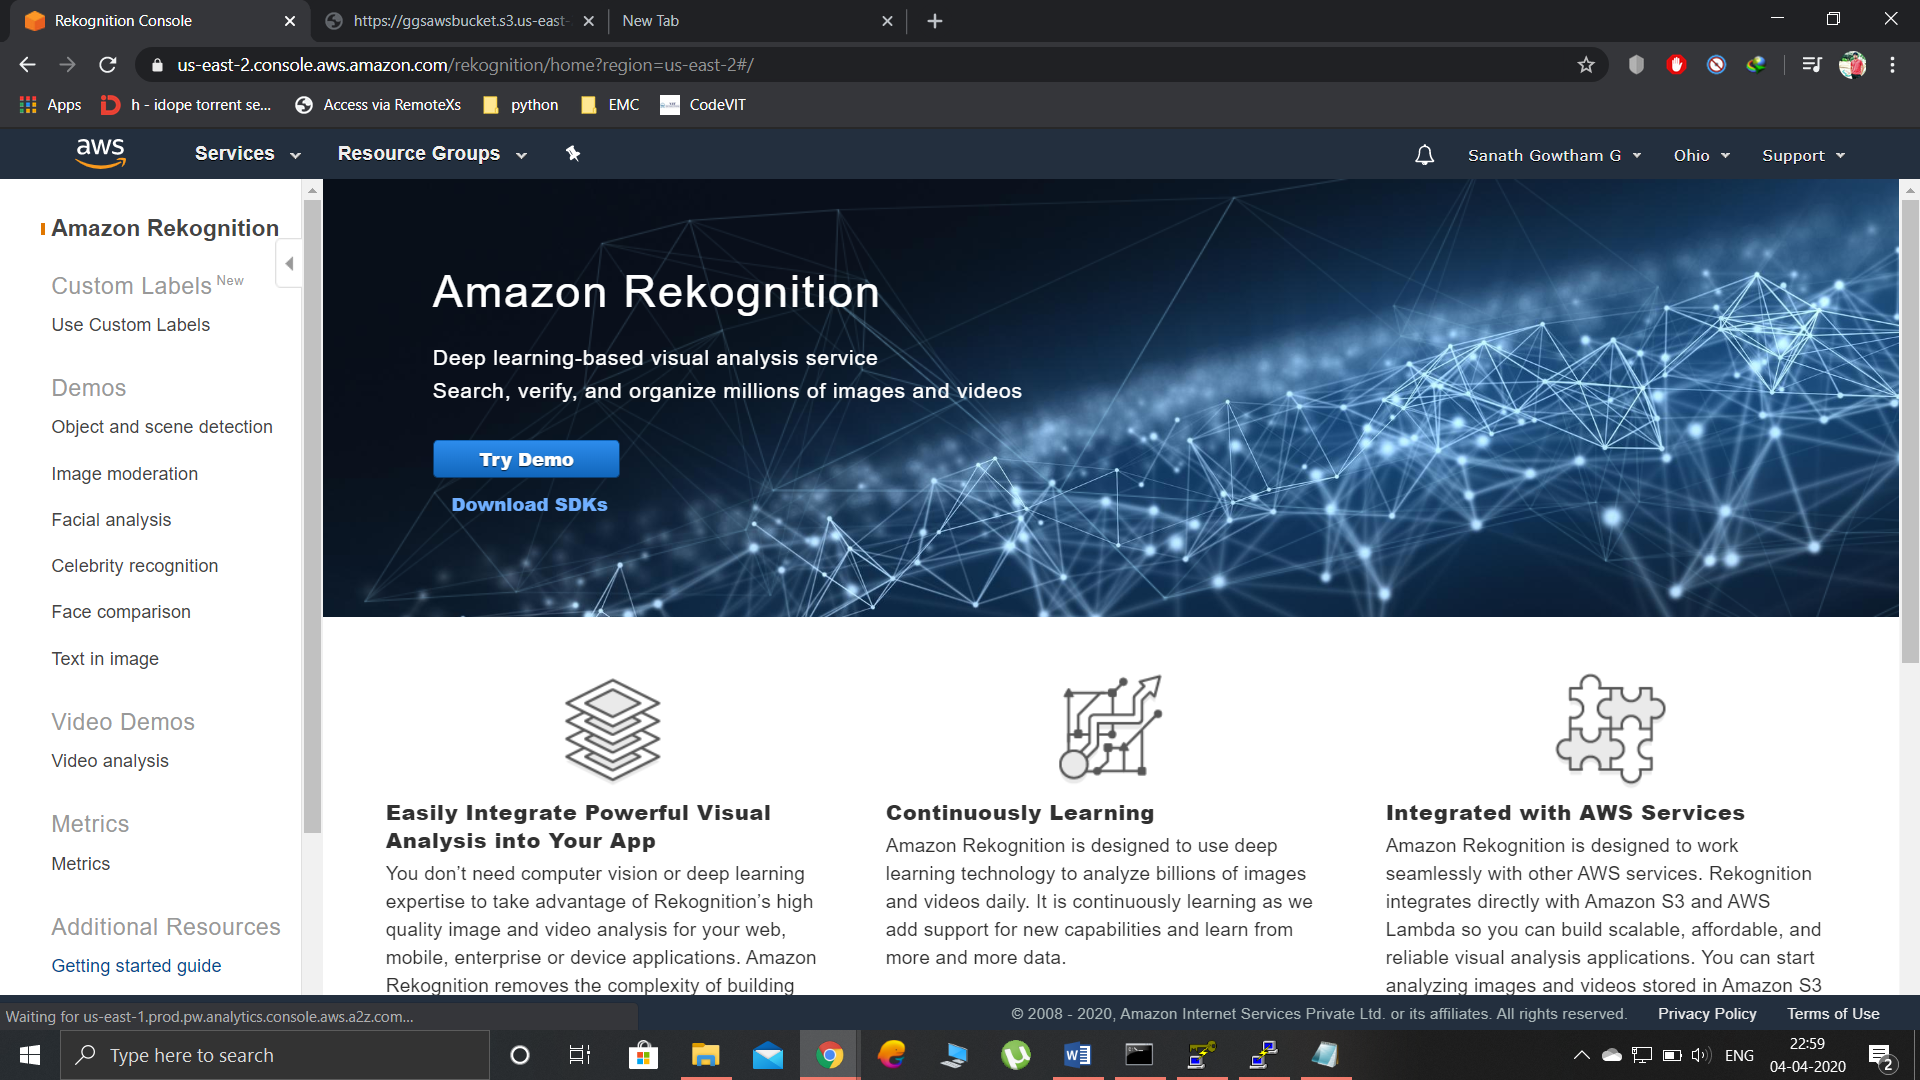 Rekognition Console
https://ggsawsbucket.s3.us-east-
New Tab
us-east-2.console.aws.amazon.com/rekognition/home?region=us-east-2#/
Apps
h - idope torrent se...
Access via RemoteXs
python
EMC
CodeVIT
aws
Services
Resource Groups
Sanath Gowtham G
Ohio
Support
Amazon Rekognition
Custom Labels New
Use Custom Labels
Demos
Object and scene detection
Image moderation
Facial analysis
Celebrity recognition
Face comparison
Text in image
Video Demos
Video analysis
Metrics
Metrics
Additional Resources
Getting started guide
Amazon Rekognition
Deep learning-based visual analysis service
Search, verify, and organize millions of images and videos
Try Demo
Download SDKs
Easily Integrate Powerful Visual
Analysis into Your App
You don’t need computer vision or deep learning
expertise to take advantage of Rekognition’s high
quality image and video analysis for your web,
mobile, enterprise or device applications. Amazon
Rekognition removes the complexity of building
Continuously Learning
Amazon Rekognition is designed to use deep
learning technology to analyze billions of images
and videos daily. It is continuously learning as we
add support for new capabilities and learn from
more and more data.
Integrated with AWS Services
Amazon Rekognition is designed to work
seamlessly with other AWS services. Rekognition
integrates directly with Amazon S3 and AWS
Lambda so you can build scalable, affordable, and
reliable visual analysis applications. You can start
analyzing images and videos stored in Amazon S3
Waiting for us-east-1.prod.pw.analytics.console.aws.a2z.com...
© 2008 - 2020, Amazon Internet Services Private Ltd. or its affiliates. All rights reserved.
Privacy Policy
Terms of Use
Type here to search
ENG
22:59
04-04-2020
2